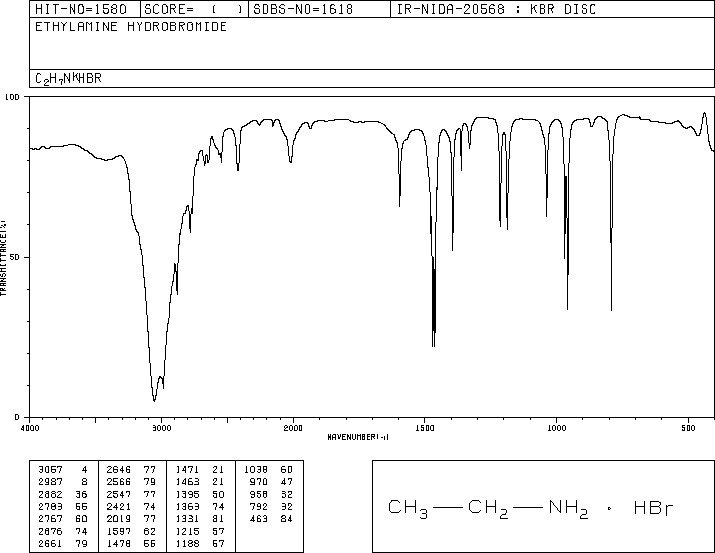 HIT-NO=1580 SCORE= ( ) SDBS-NO=1618 IR-NIDA-20568 : KBR DISC
ETHYLAMINE HYDROBROMIDE
C2H7N*HBR
100
50
0
TRANSMITTANCE(%)
4000 3000 2000 1500 1000 500
WAVENUMBER(-1)
3067 4 2646 77 1471 21 1038 60
2987 8 2566 79 1463 21 970 47
2882 36 2547 77 1395 50 958 32
2783 55 2421 74 1363 74 792 32
2767 60 2019 77 1331 81 463 84
2676 74 1597 62 1215 57
2661 79 1478 55 1188 57
CH3—CH2—NH2 · HBr